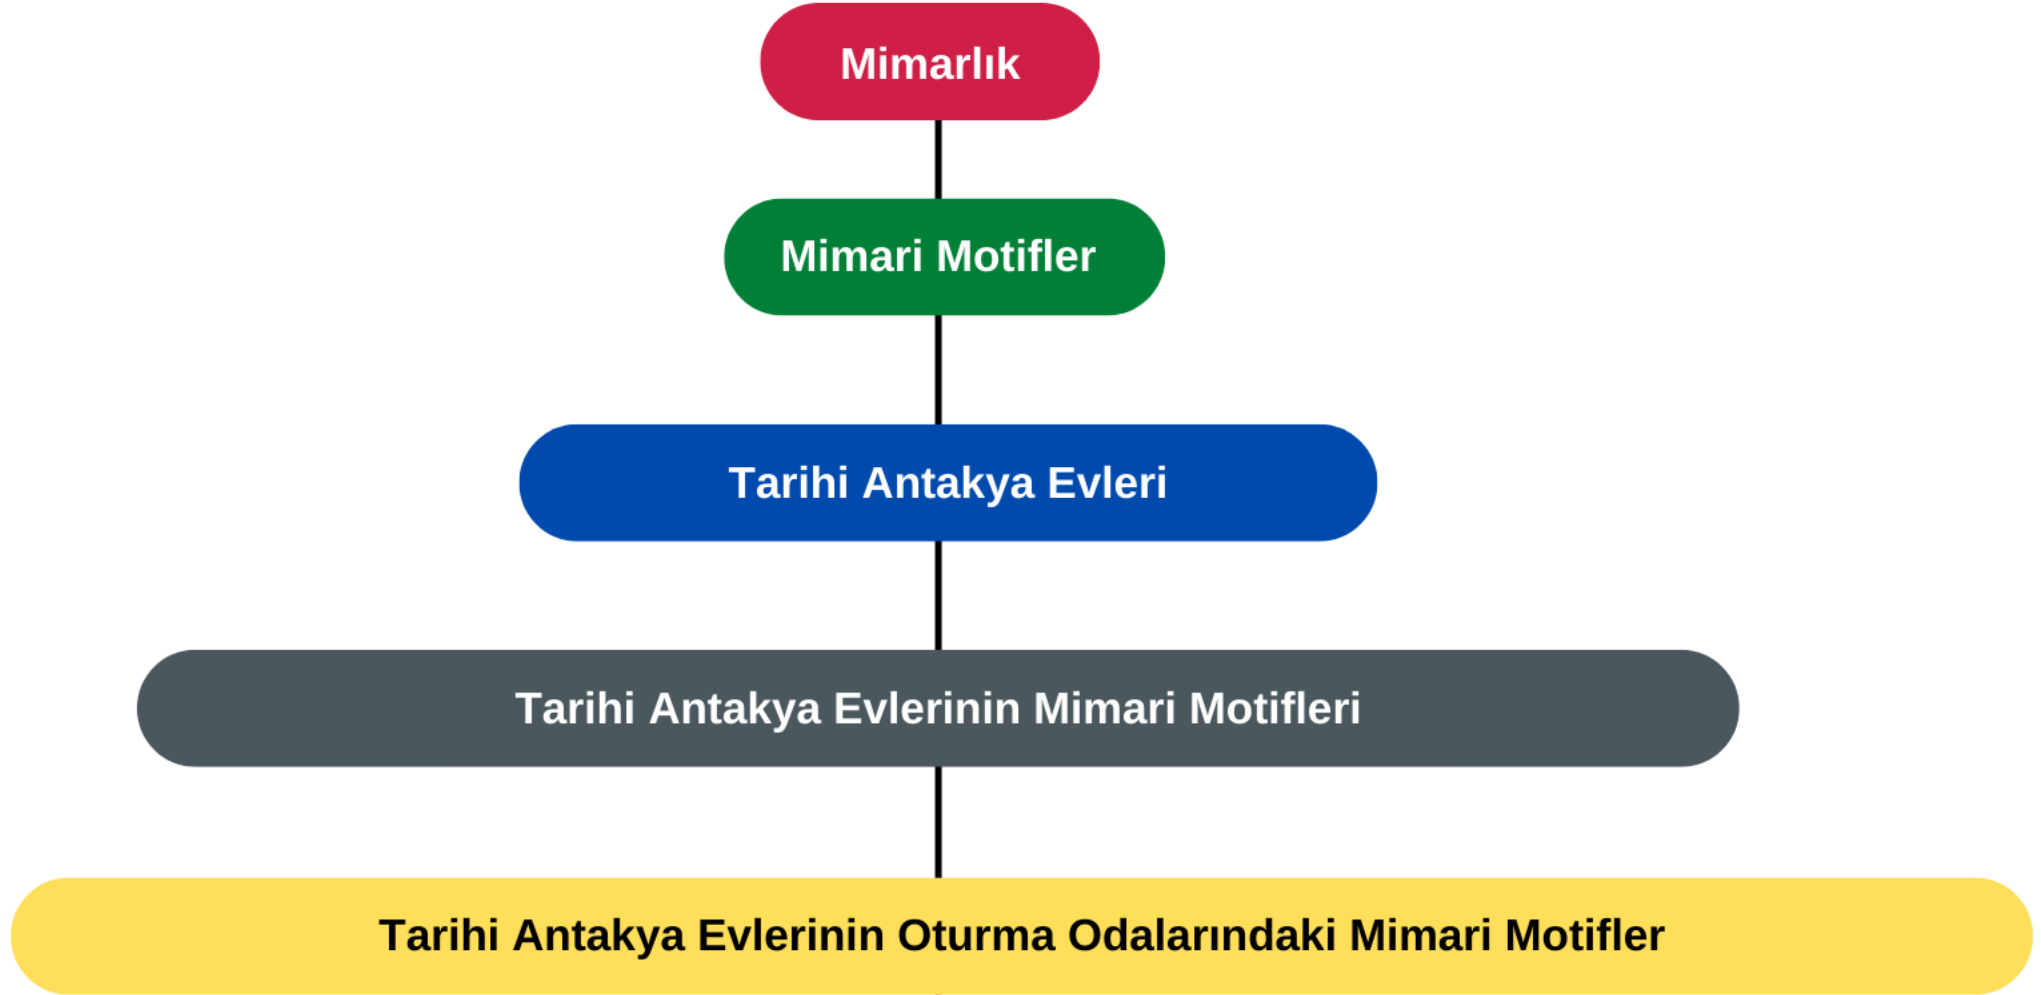 Mimarlık
Mimari Motifler
Tarihi Antakya Evleri
Tarihi Antakya Evlerinin Mimari Motifleri
Tarihi Antakya Evlerinin Oturma Odalarındaki Mimari Motifler